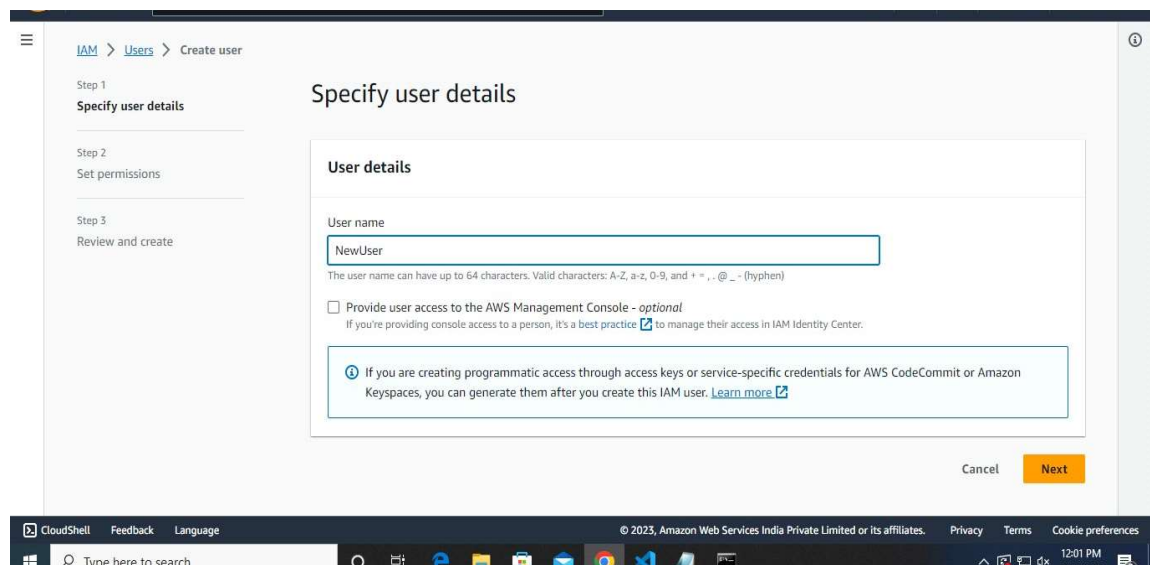 IAM > Users > Create user
Step 1
Specify user details
Step 2
Set permissions
Step 3
Review and create
Specify user details
User details
User name
NewUser
The user name can have up to 64 characters. Valid characters: A-Z, a-z, 0-9, and + = , . @ _ - (hyphen)
Provide user access to the AWS Management Console - optional
If you're providing console access to a person, it's a best practice to manage their access in IAM Identity Center.
If you are creating programmatic access through access keys or service-specific credentials for AWS CodeCommit or Amazon
Keyspaces, you can generate them after you create this IAM user. Learn more
Cancel Next
CloudShell Feedback Language © 2023, Amazon Web Services India Private Limited or its affiliates. Privacy Terms Cookie preferences
Type here to search 12:01 PM